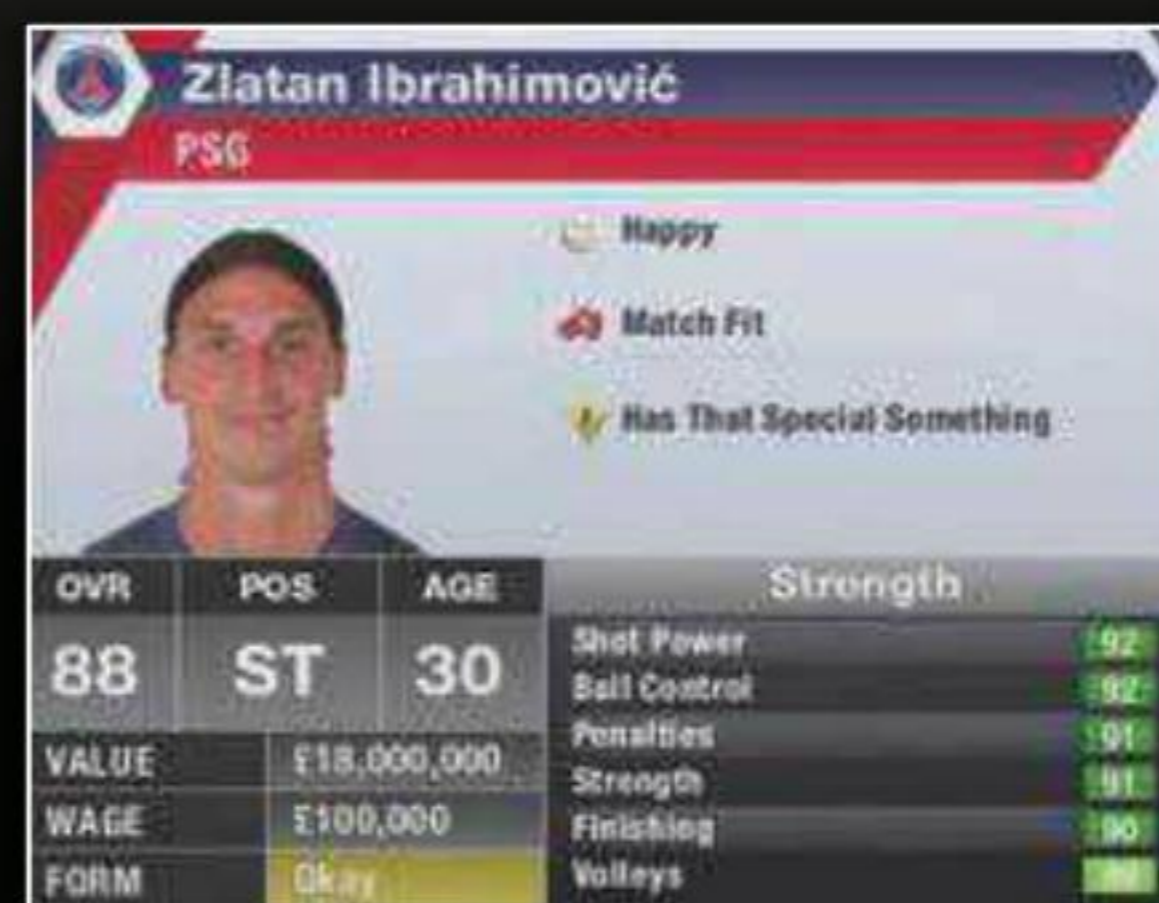 Zlatan Ibrahimović
PSG
Happy
Match Fit
Has That Special Something
OVR POS AGE
88 ST 30
VALUE £18,000,000
WAGE £100,000
FORM Okay
Strength
Shot Power 92
Ball Control 92
Penalties 91
Strength 91
Finishing 90
Volleys